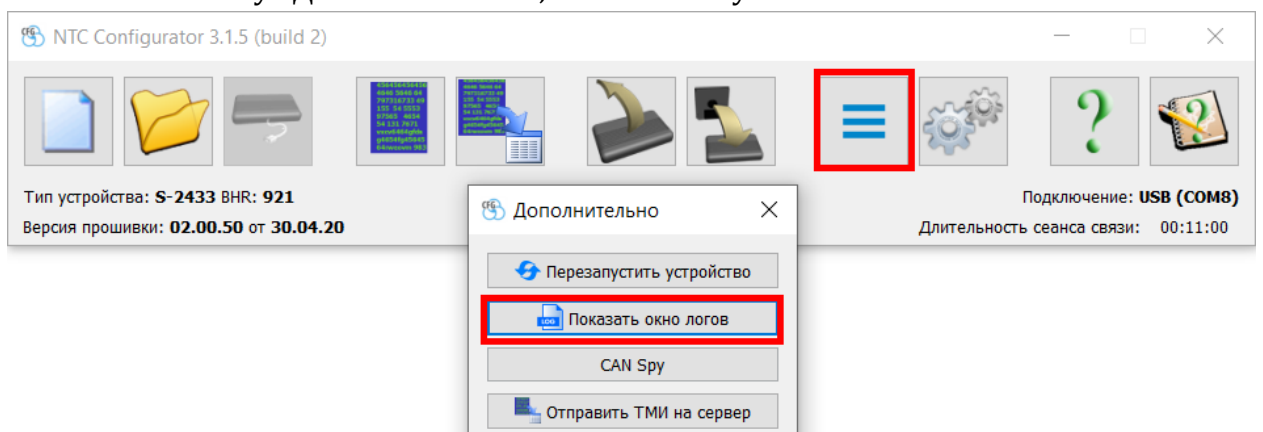 NTC Configurator 3.1.5 (build 2)
Тип устройства: S-2433 BHR: 921
Подключение: USB (COM8)
Версия прошивки: 02.00.50 от 30.04.20
Длительность сеанса связи: 00:11:00
Дополнительно
Перезапустить устройство
LOG Показать окно логов
CAN Spy
Отправить ТМИ на сервер